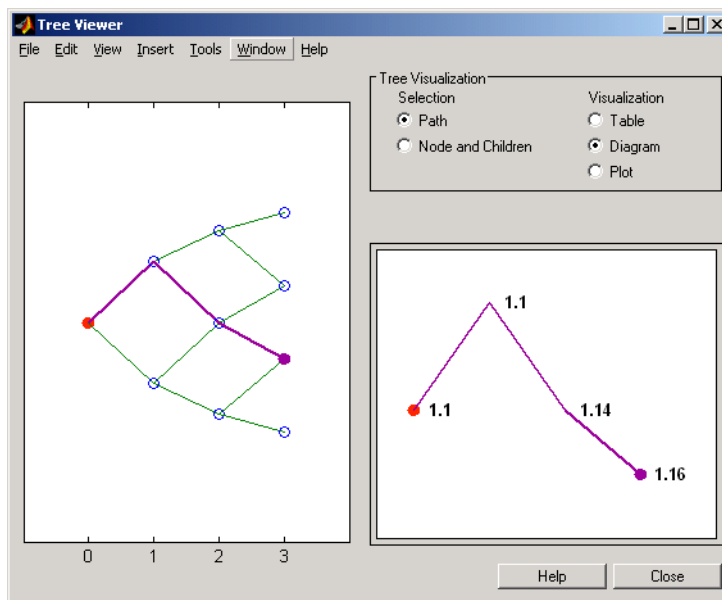 Tree Viewer
File Edit View Insert Tools Window Help
Tree Visualization
Selection Visualization
Path Table
Node and Children Diagram
Plot
1.1
1.1 1.14
1.16
0 1 2 3
Help Close